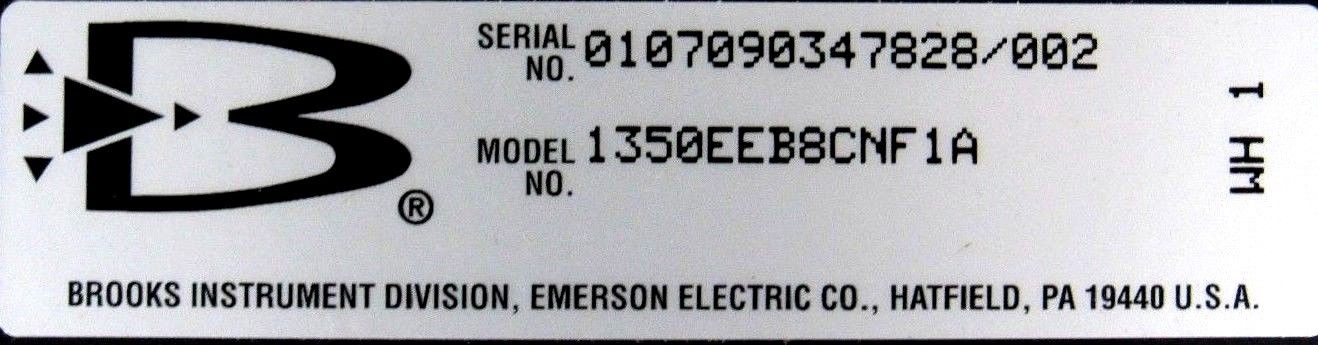 SERIAL NO. 0107090347828/002
MODEL NO. 1350EEB8CNF1A
WH 1
®
BROOKS INSTRUMENT DIVISION, EMERSON ELECTRIC CO., HATFIELD, PA 19440 U.S.A.